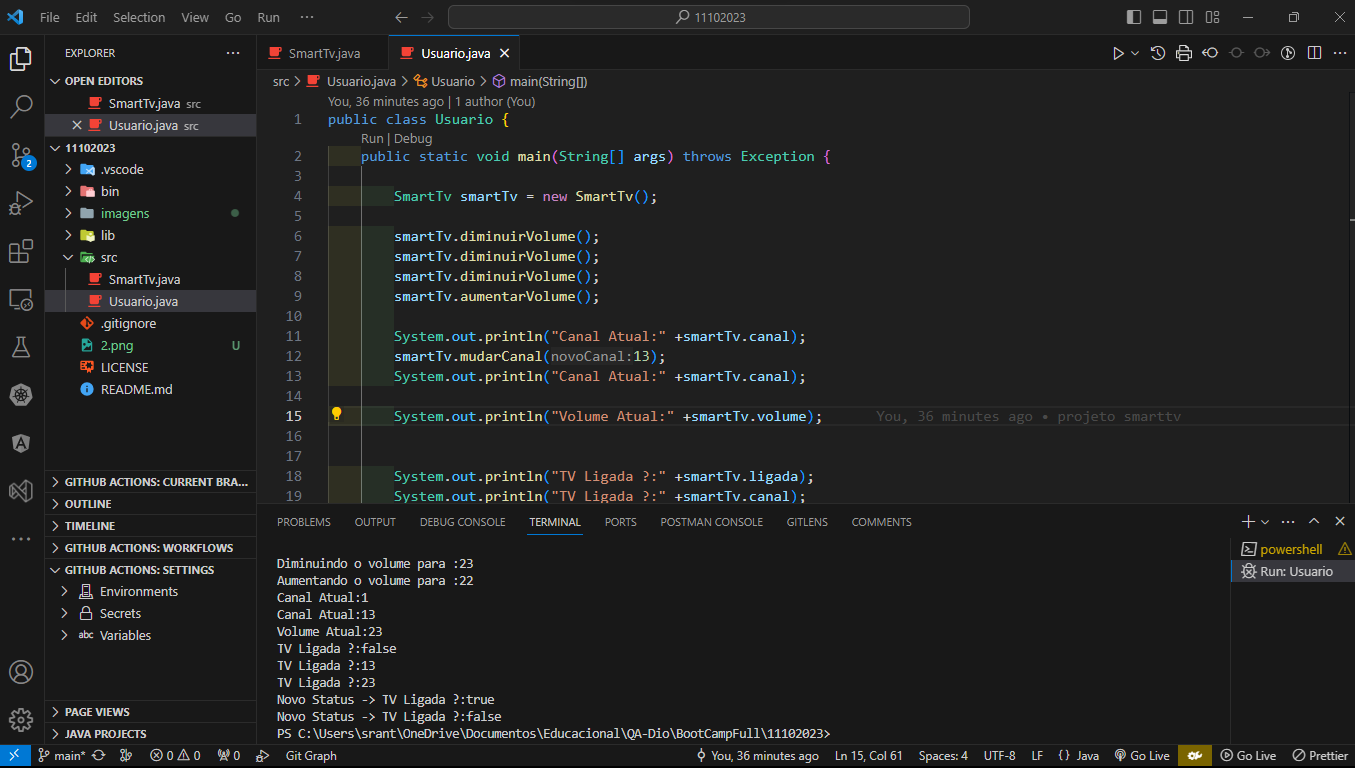 File Edit Selection View Go Run ··· 11102023
EXPLORER ···
OPEN EDITORS
SmartTv.java src
Usuario.java src
11102023
.vscode
bin
imagens
lib
src
SmartTv.java
Usuario.java
.gitignore
2.png U
LICENSE
README.md
GITHUB ACTIONS: CURRENT BRA...
OUTLINE
TIMELINE
GITHUB ACTIONS: WORKFLOWS
GITHUB ACTIONS: SETTINGS
Environments
Secrets
abc Variables
PAGE VIEWS
JAVA PROJECTS
2
SmartTv.java Usuario.java
src > Usuario.java > Usuario > main(String[])
You, 36 minutes ago | 1 author (You)
1 public class Usuario {
Run | Debug
2 public static void main(String[] args) throws Exception {
3
4 SmartTv smartTv = new SmartTv();
5
6 smartTv.diminuirVolume();
7 smartTv.diminuirVolume();
8 smartTv.diminuirVolume();
9 smartTv.aumentarVolume();
10
11 System.out.println("Canal Atual:" +smartTv.canal);
12 smartTv.mudarCanal(novoCanal:13);
13 System.out.println("Canal Atual:" +smartTv.canal);
14
15 System.out.println("Volume Atual:" +smartTv.volume); You, 36 minutes ago • projeto smarttv
16
17
18 System.out.println("TV Ligada ?:" +smartTv.ligada);
19 System.out.println("TV Ligada ?:" +smartTv.canal);
PROBLEMS OUTPUT DEBUG CONSOLE TERMINAL PORTS POSTMAN CONSOLE GITLENS COMMENTS
Diminuindo o volume para :23
Aumentando o volume para :22
Canal Atual:1
Canal Atual:13
Volume Atual:23
TV Ligada ?:false
TV Ligada ?:13
TV Ligada ?:23
Novo Status -> TV Ligada ?:true
Novo Status -> TV Ligada ?:false
PS C:\Users\srant\OneDrive\Documentos\Educacional\QA-Dio\BootCampFull\11102023>
powershell
Run: Usuario
main* 0 0 0 Git Graph You, 36 minutes ago Ln 15, Col 61 Spaces: 4 UTF-8 LF {} Java Go Live Go Live Prettier